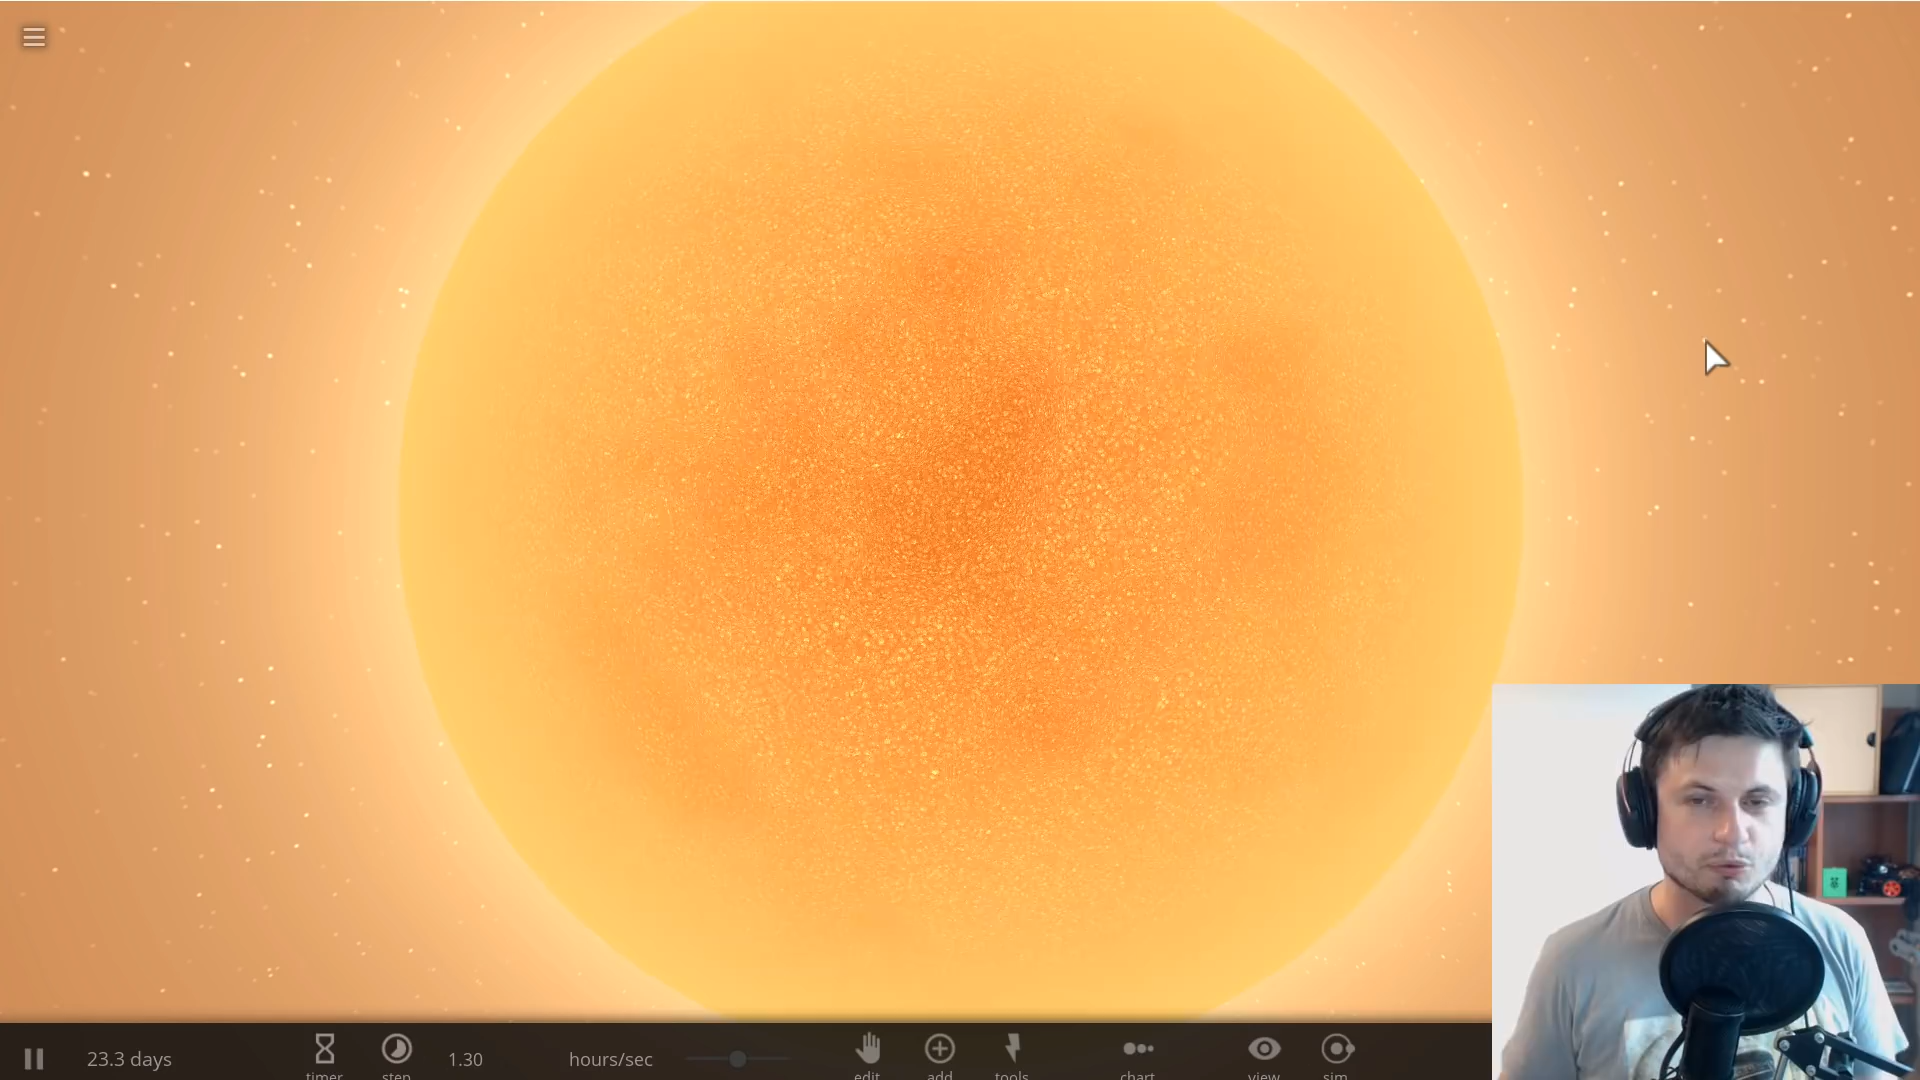 23.3 days
timer
step
1.30
hours/sec
edit
add
tools
chart
view
sim